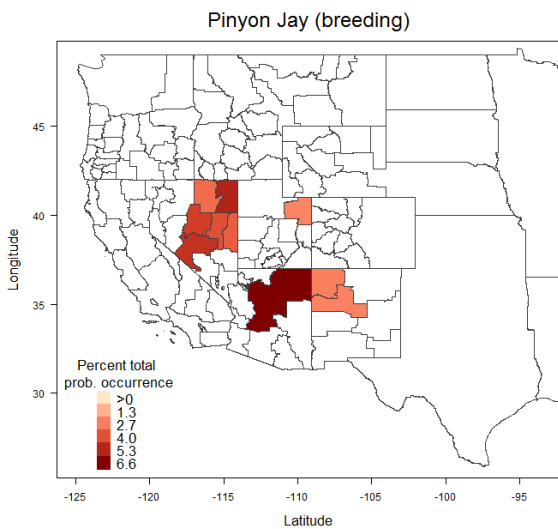 Pinyon Jay (breeding)
Longitude
45
40
35
30
Percent total
prob. occurrence
>0
1.3
2.7
4.0
5.3
6.6
-125 -120 -115 -110 -105 -100 -95
Latitude